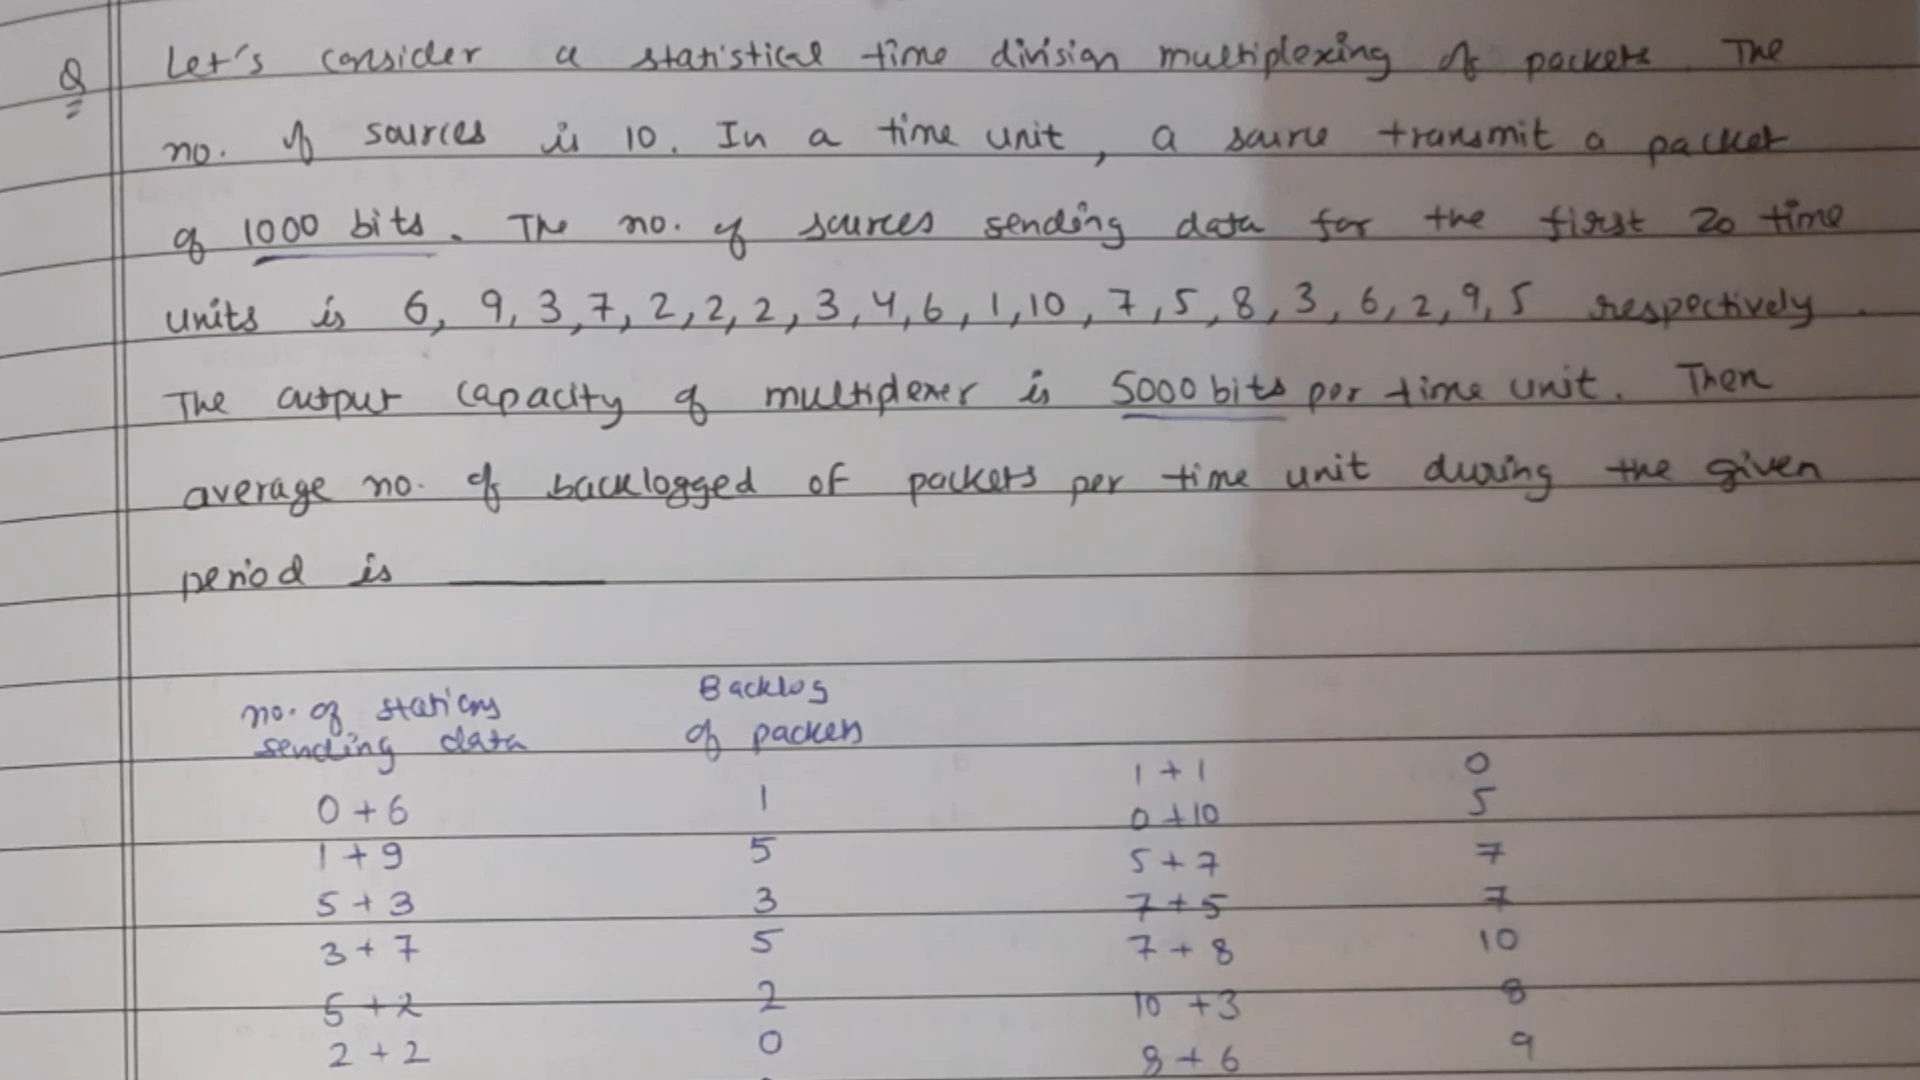 Q Let's consider a statistical time division multiplexing of packets. The
no. of sources is 10. In a time unit, a source transmit a packet
of 1000 bits. The no. of sources sending data for the first 20 time
units is 6, 9, 3, 7, 2, 2, 2, 3, 4, 6, 1, 10, 7, 5, 8, 3, 6, 2, 9, 5 respectively.
The output capacity of multiplexer is 5000 bits per time unit. Then
average no. of backlogged of packets per time unit during the given
period is ______
no. of stations
sending data
Backlog
of packets
0 + 6 1
1 + 9 5
5 + 3 3
3 + 7 5
5 + 2 2
2 + 2 0
1 + 1 0
0 + 10 5
5 + 7 7
7 + 5 7
7 + 8 10
10 + 3 8
8 + 6 9